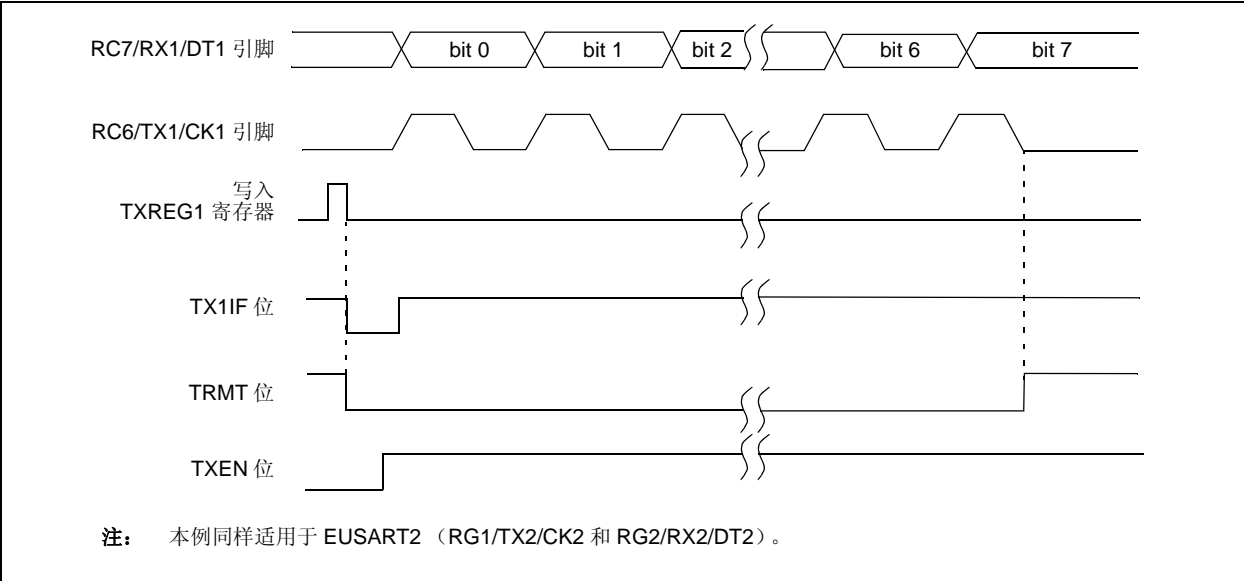 RC7/RX1/DT1 引脚
bit 0
bit 1
bit 2
bit 6
bit 7
RC6/TX1/CK1 引脚
写入
TXREG1 寄存器
TX1IF 位
TRMT 位
TXEN 位
注： 本例同样适用于 EUSART2 （RG1/TX2/CK2 和 RG2/RX2/DT2）。